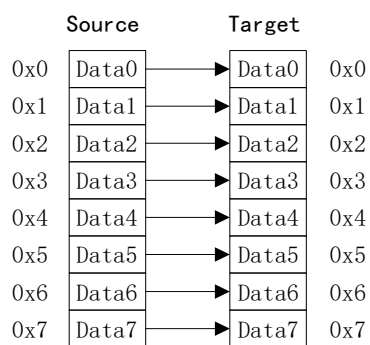 Source Target
0x0 Data0 Data0 0x0
0x1 Data1 Data1 0x1
0x2 Data2 Data2 0x2
0x3 Data3 Data3 0x3
0x4 Data4 Data4 0x4
0x5 Data5 Data5 0x5
0x6 Data6 Data6 0x6
0x7 Data7 Data7 0x7